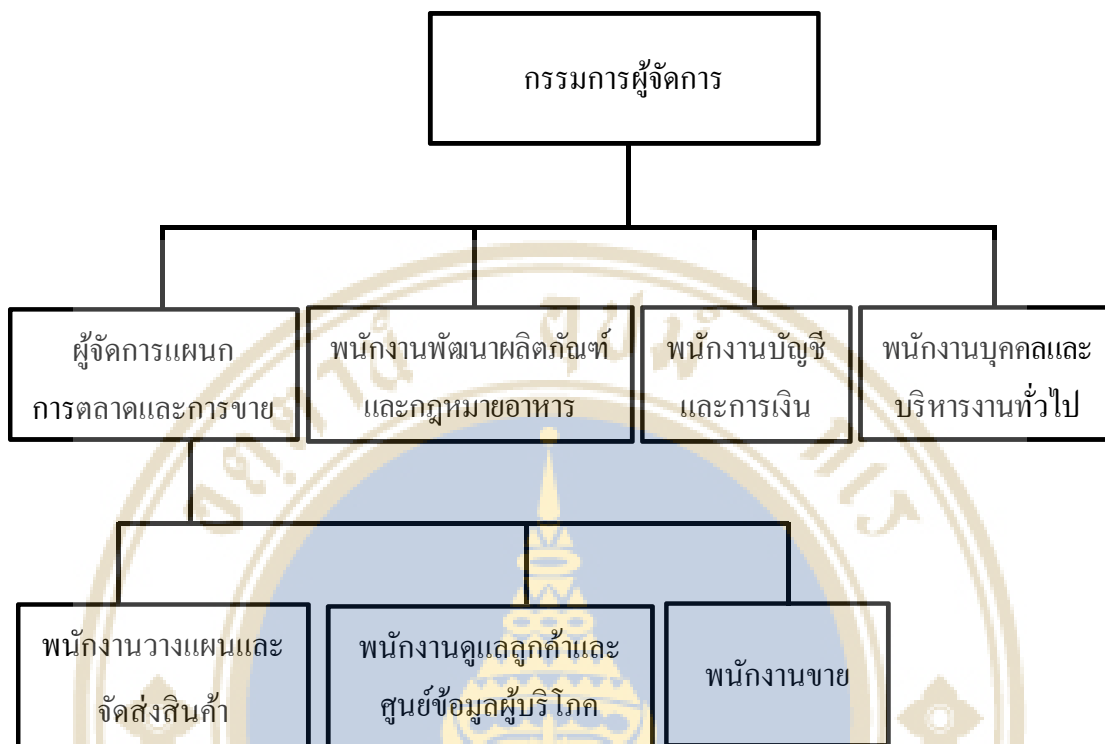 กรรมการผู้จัดการ
ผู้จัดการแผนก
การตลาดและการขาย
พนักงานพัฒนาผลิตภัณฑ์
และกฎหมายอาหาร
พนักงานบัญชี
และการเงิน
พนักงานบุคคลและ
บริหารงานทั่วไป
พนักงานวางแผนและ
จัดส่งสินค้า
พนักงานดูแลลูกค้าและ
ศูนย์ข้อมูลผู้บริโภค
พนักงานขาย